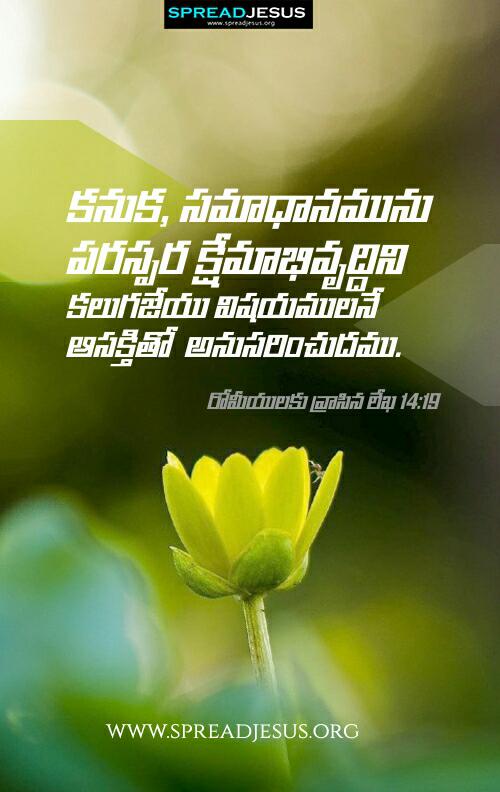 SPREADJESUS
www.spreadjesus.org
కనుక, సమాధానమును
పరస్పర క్షేమాభివృద్దిని
కలుగజేయు విషయములనే
ఆసక్తితో అనుసరించుదము.
రోమీయులకు వ్రాసిన లేఖ 14:19
WWW.SPREADJESUS.ORG